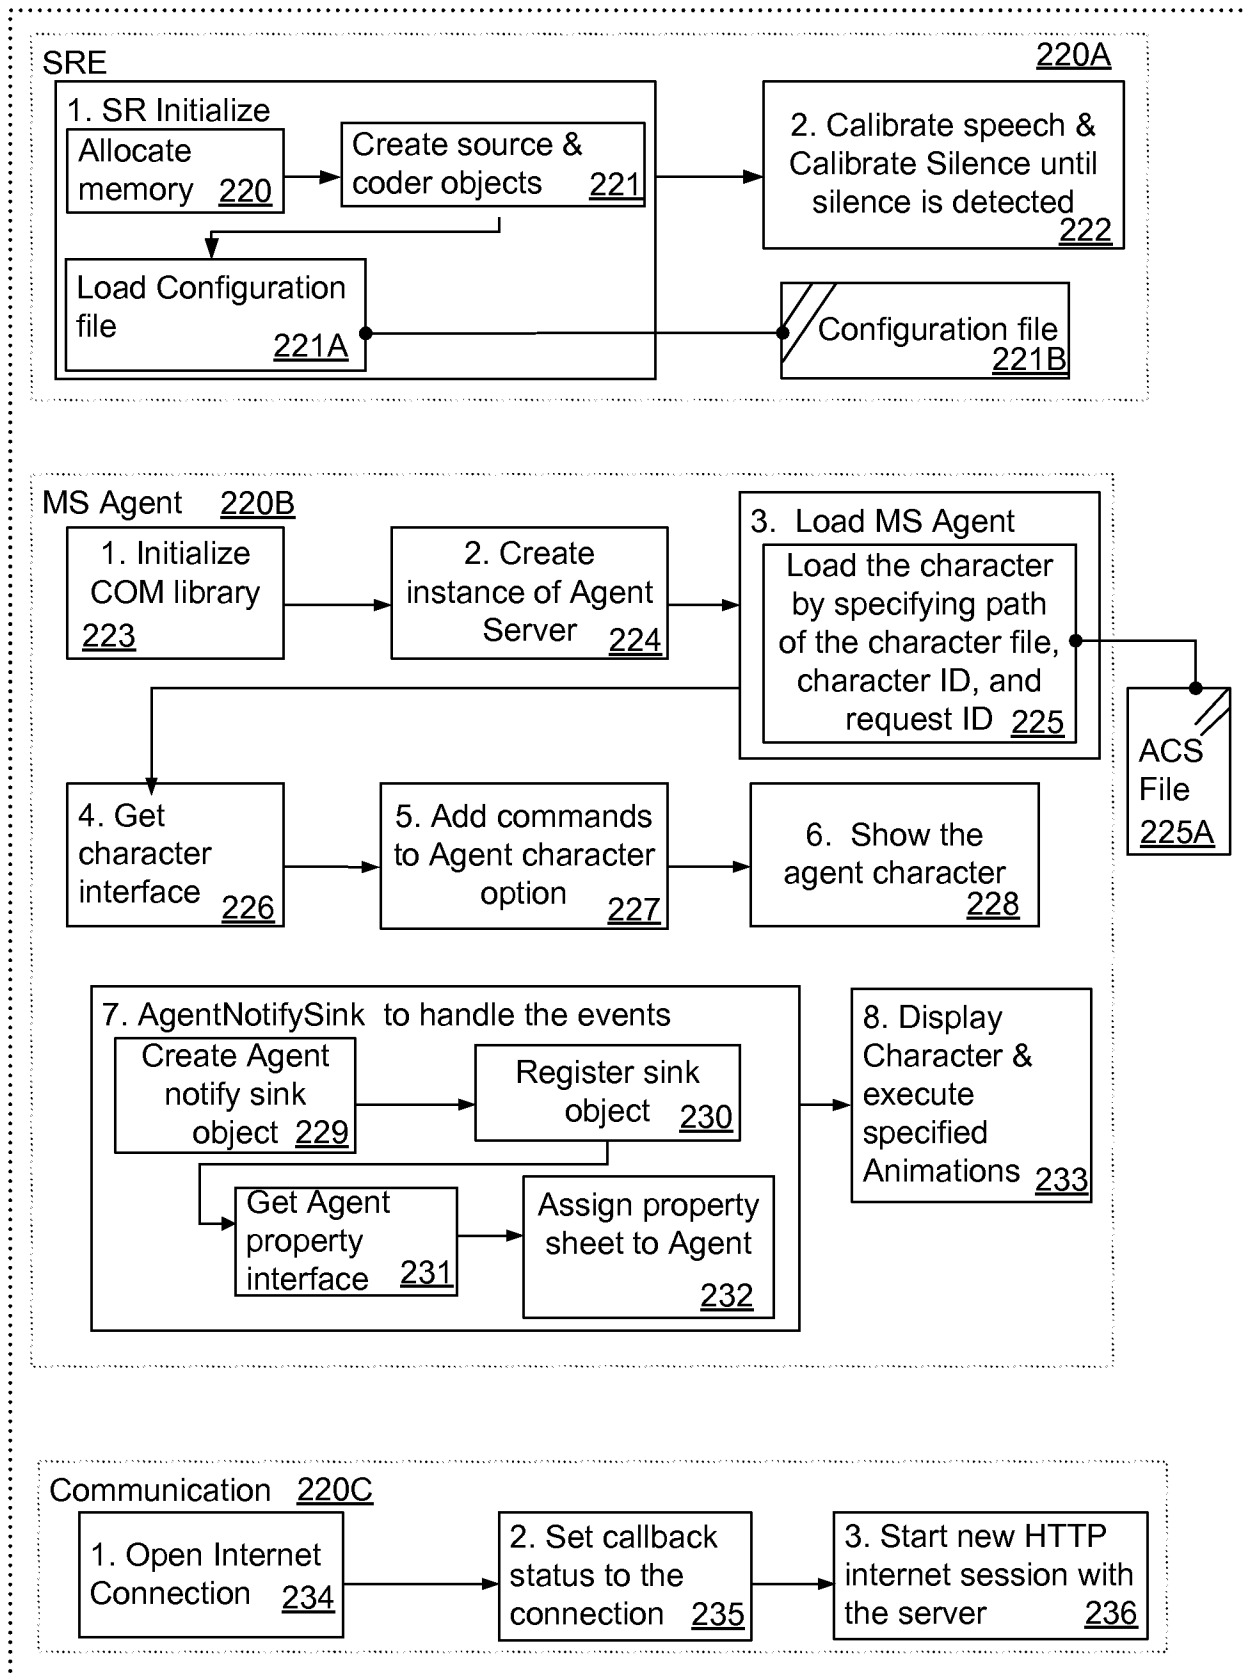 SRE
220A
1. SR Initialize
Allocate
memory 220
Create source &
coder objects 221
2. Calibrate speech &
Calibrate Silence until
silence is detected
222
Load Configuration
file
221A
Configuration file
221B
MS Agent 220B
1. Initialize
COM library
223
2. Create
instance of Agent
Server 224
3. Load MS Agent
Load the character
by specifying path
of the character file,
character ID, and
request ID 225
ACS
File
225A
4. Get
character
interface
226
5. Add commands
to Agent character
option
227
6. Show the
agent character
228
7. AgentNotifySink to handle the events
Create Agent
notify sink
object 229
Register sink
object 230
Get Agent
property
interface 231
Assign property
sheet to Agent
232
8. Display
Character &
execute
specified
Animations 233
Communication 220C
1. Open Internet
Connection 234
2. Set callback
status to the
connection 235
3. Start new HTTP
internet session with
the server 236